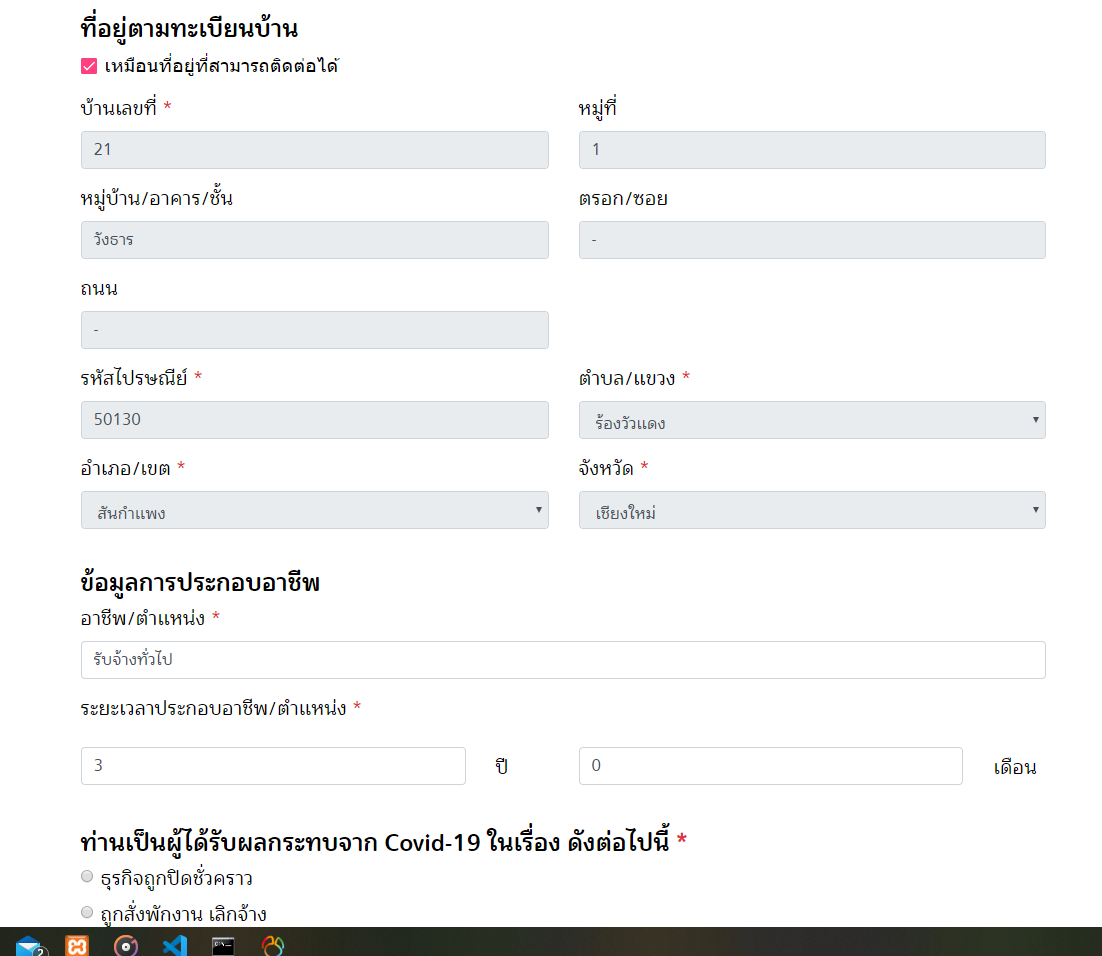 ที่อยู่ตามทะเบียนบ้าน
เหมือนที่อยู่ที่สามารถติดต่อได้
บ้านเลขที่ * หมู่ที่
21 1
หมู่บ้าน/อาคาร/ชั้น ตรอก/ซอย
วังธาร -
ถนน
-
รหัสไปรษณีย์ * ตำบล/แขวง *
50130 ร้องวัวแดง
อำเภอ/เขต * จังหวัด *
สันกำแพง เชียงใหม่
ข้อมูลการประกอบอาชีพ
อาชีพ/ตำแหน่ง *
รับจ้างทั่วไป
ระยะเวลาประกอบอาชีพ/ตำแหน่ง *
3 ปี 0 เดือน
ท่านเป็นผู้ได้รับผลกระทบจาก Covid-19 ในเรื่อง ดังต่อไปนี้ *
ธุรกิจถูกปิดชั่วคราว
ถูกสั่งพักงาน เลิกจ้าง
2